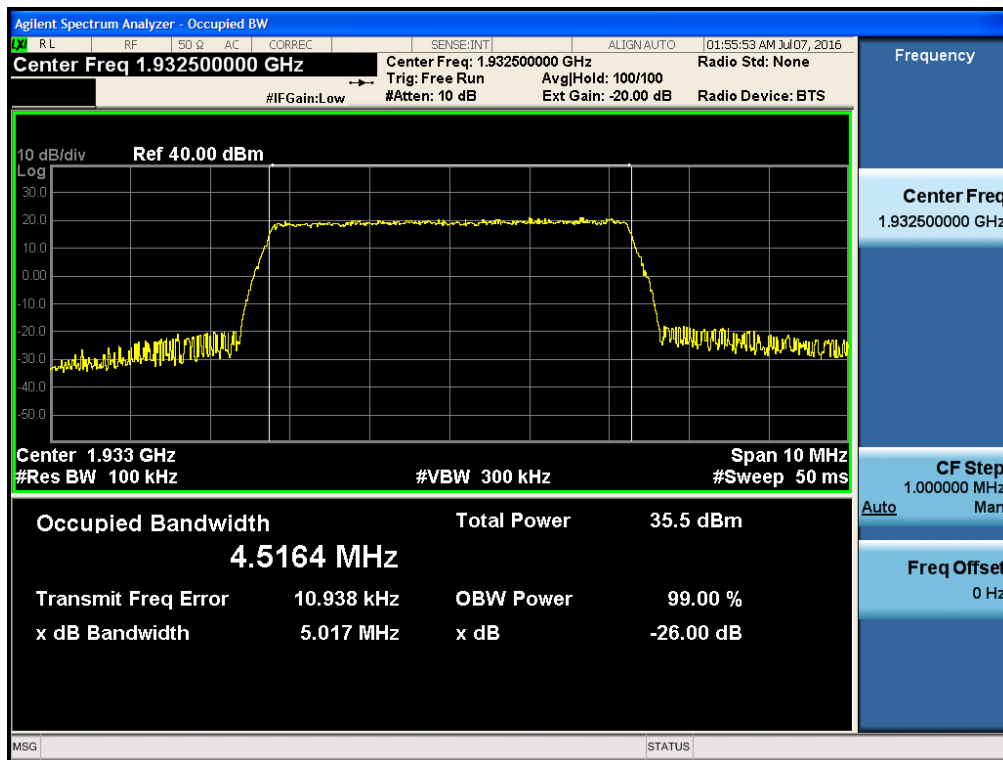 Agilent Spectrum Analyzer - Occupied BW
LXI RL RF 50 Ω AC CORREC SENSE:INT ALIGN AUTO 01:55:53 AM Jul 07, 2016
Center Freq 1.932500000 GHz
Center Freq: 1.932500000 GHz Radio Std: None
Trig: Free Run Avg|Hold: 100/100
#IFGain:Low #Atten: 10 dB Ext Gain: -20.00 dB Radio Device: BTS
10 dB/div Ref 40.00 dBm
Log
30.0
20.0
10.0
0.00
-10.0
-20.0
-30.0
-40.0
-50.0
Center 1.933 GHz Span 10 MHz
#Res BW 100 kHz #VBW 300 kHz #Sweep 50 ms
Occupied Bandwidth Total Power 35.5 dBm
4.5164 MHz
Transmit Freq Error 10.938 kHz OBW Power 99.00 %
x dB Bandwidth 5.017 MHz x dB -26.00 dB
MSG STATUS
Frequency
Center Freq
1.932500000 GHz
CF Step
1.000000 MHz
Auto Man
Freq Offset
0 Hz